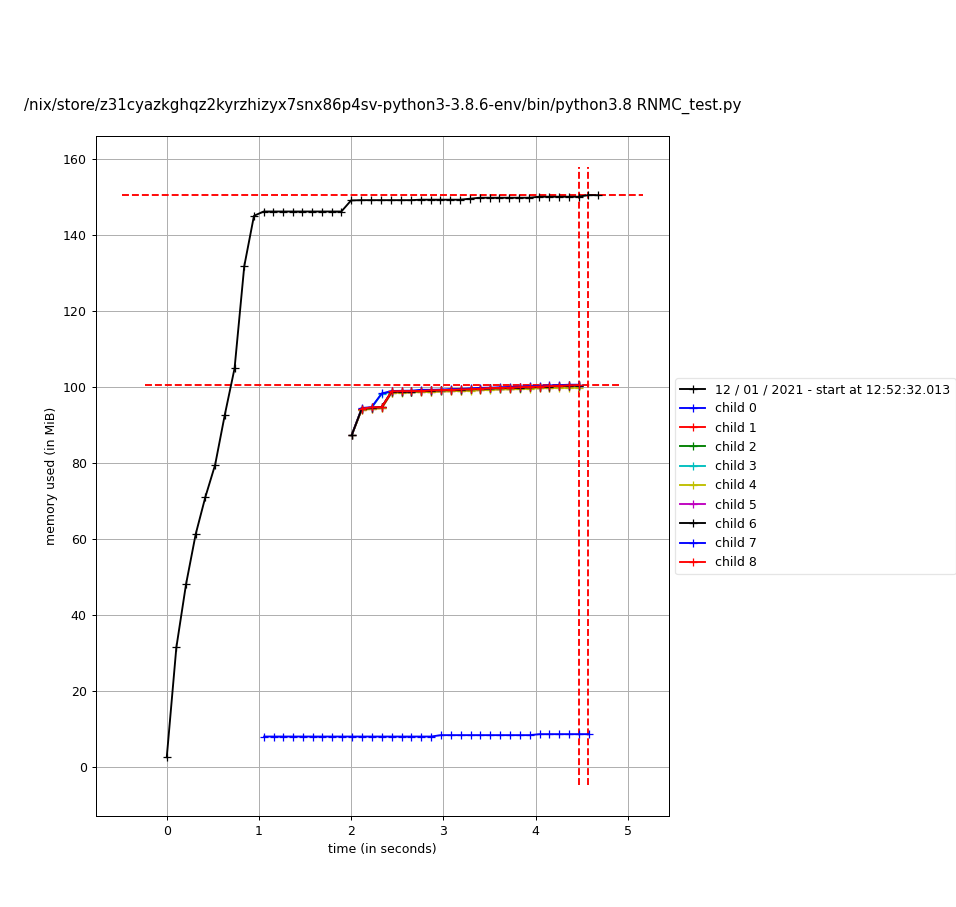 /nix/store/z31cyazkghqz2kyrzhizyx7snx86p4sv-python3-3.8.6-env/bin/python3.8 RNMC_test.py
160
140
120
100
80
60
40
20
0
memory used (in MiB)
0 1 2 3 4 5
time (in seconds)
12 / 01 / 2021 - start at 12:52:32.013
child 0
child 1
child 2
child 3
child 4
child 5
child 6
child 7
child 8